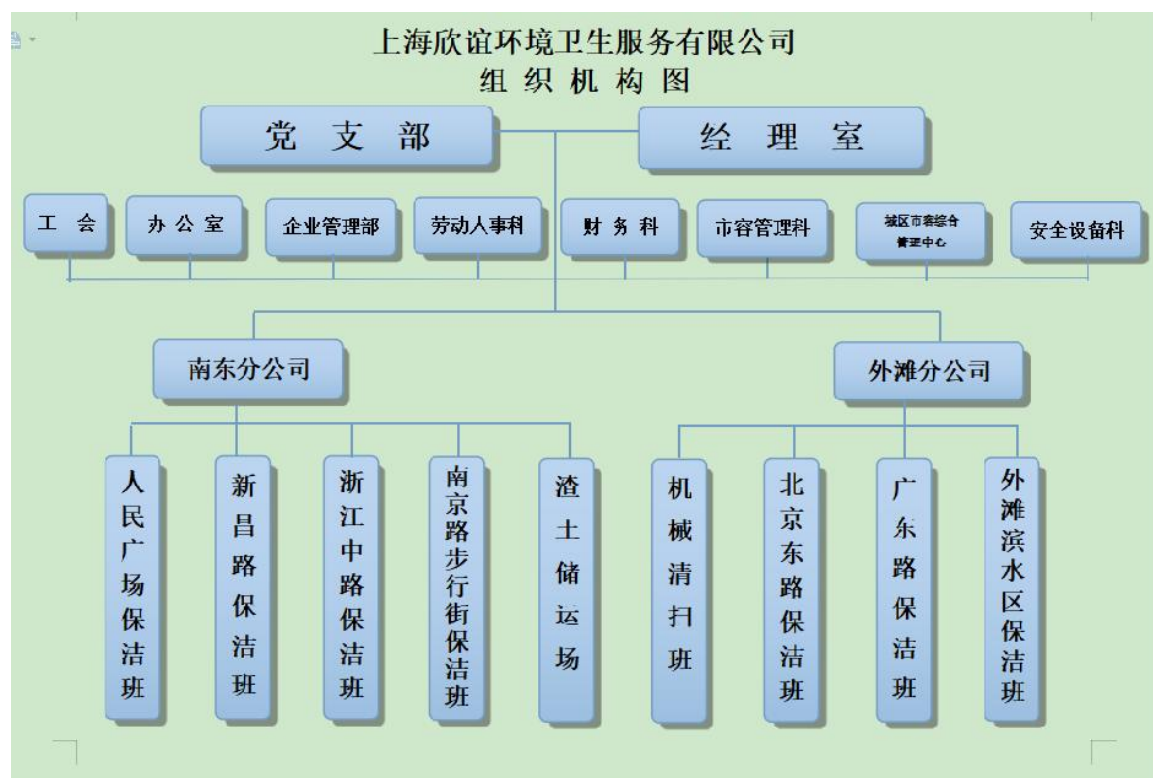 上海欣谊环境卫生服务有限公司
组织机构图
党支部
经理室
工会
办公室
企业管理部
劳动人事科
财务科
市容管理科
城区市容综合
管理中心
安全设备科
南东分公司
外滩分公司
人民广场保洁班
新昌路保洁班
浙江中路保洁班
南京路步行街保洁班
渣土储运场
机械清扫班
北京东路保洁班
广东路保洁班
外滩滨水区保洁班